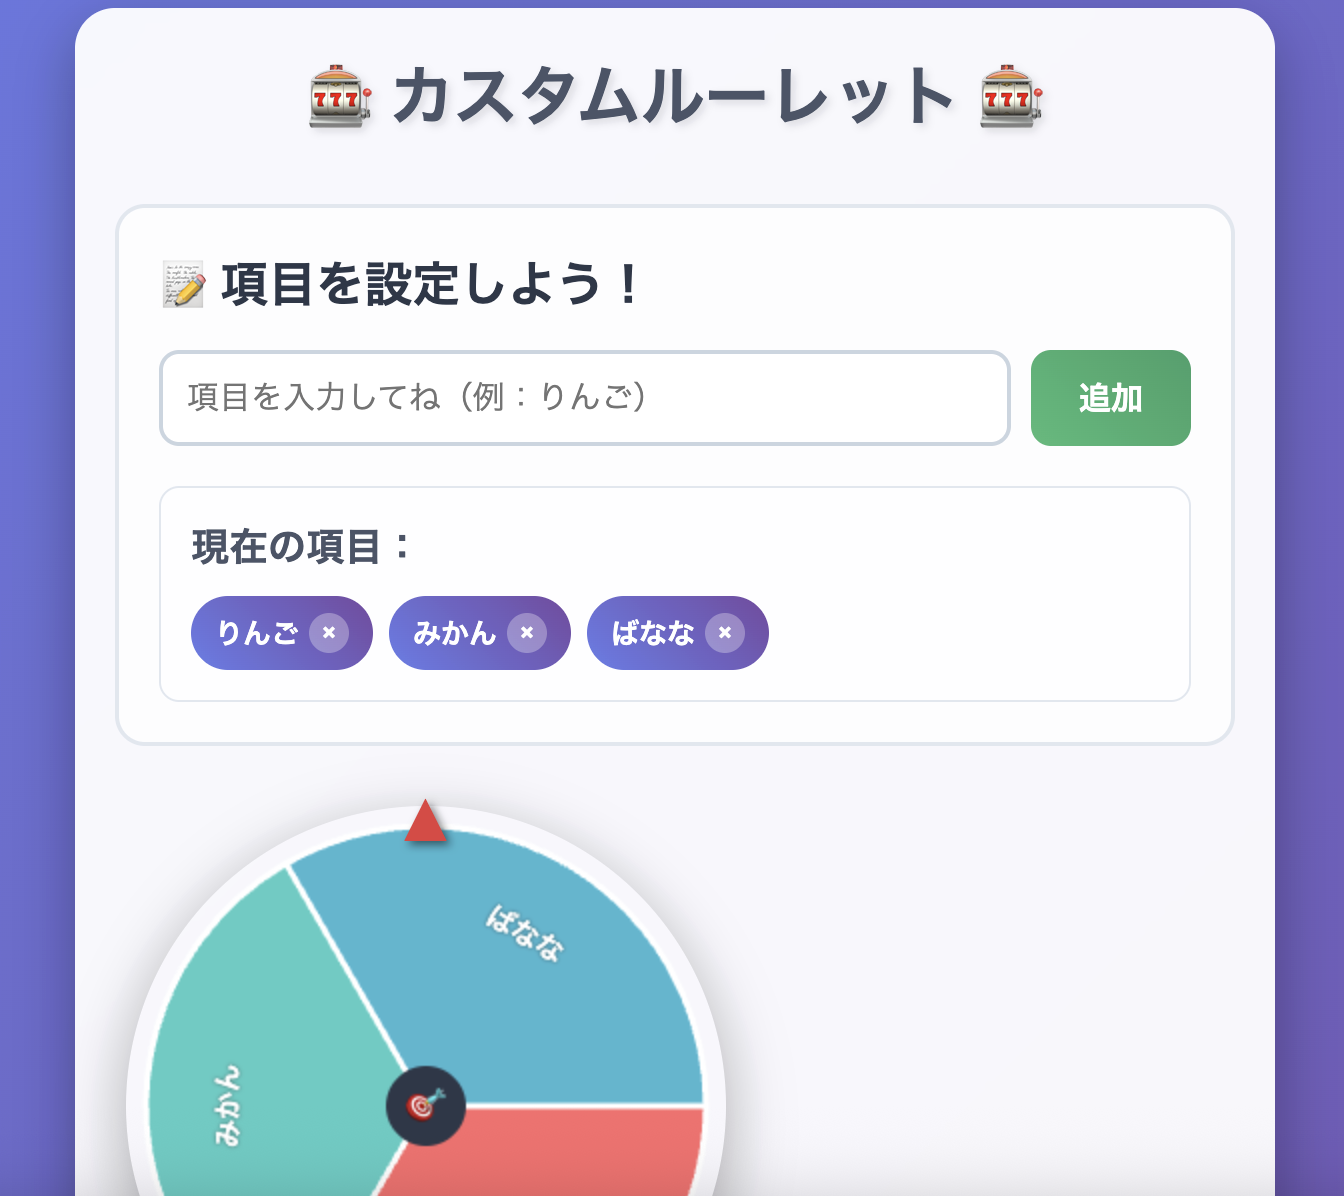 🎰 カスタムルーレット 🎰
📝 項目を設定しよう！
項目を入力してね（例：りんご）
追加
現在の項目：
りんご ×
みかん ×
ばなな ×
ばなな
みかん